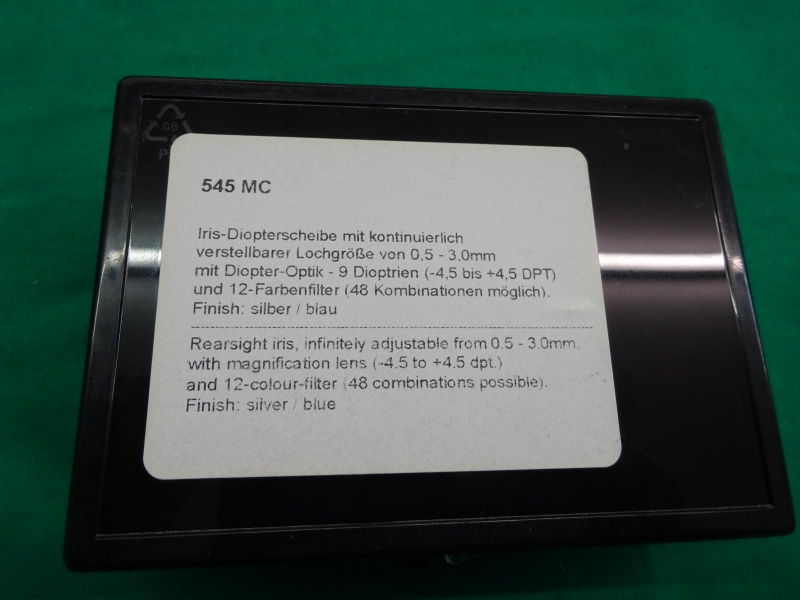 05
545 MC
Iris-Diopterscheibe mit kontinuierlich
verstellbarer Lochgröße von 0,5 - 3,0mm
mit Diopter-Optik - 9 Dioptrien (-4,5 bis +4,5 DPT)
und 12-Farbenfilter (48 Kombinationen möglich).
Finish: silber / blau
Rearsight iris, infinitely adjustable from 0.5 - 3.0mm.
with magnification lens (-4.5 to +4.5 dpt.)
and 12-colour-filter (48 combinations possible).
Finish: silver / blue